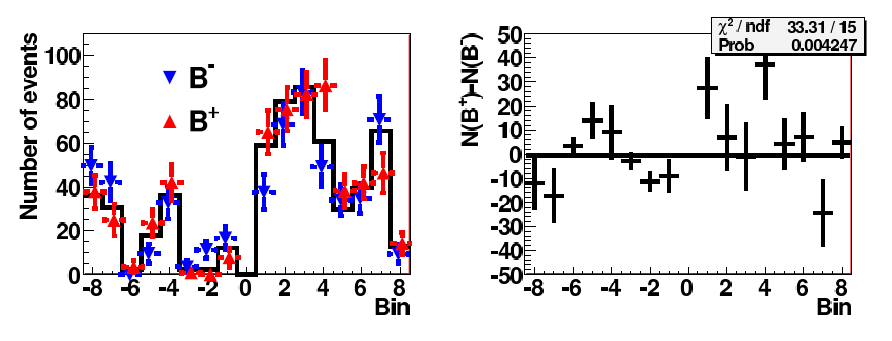 Number of events
100
80
60
40
20
0
B-
B+
-8 -6 -4 -2 0 2 4 6 8
Bin
N(B+)-N(B-)
50
40
30
20
10
0
-10
-20
-30
-40
-50
χ² / ndf 33.31 / 15
Prob 0.004247
-8 -6 -4 -2 0 2 4 6 8
Bin